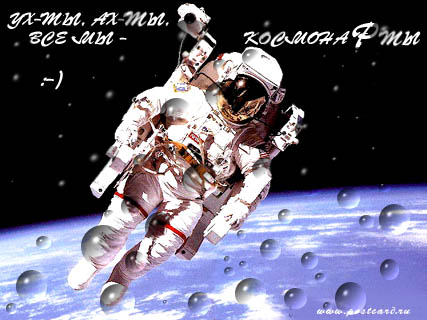 УХ-ТЫ, АХ-ТЫ,
ВСЕ МЫ -
КОСМОНАФТЫ
:-)
www.postcard.ru